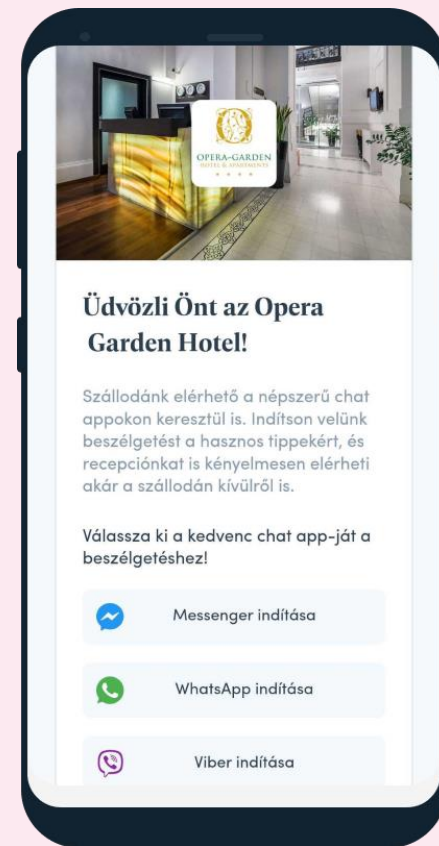 OPERA-GARDEN
HOTEL & APARTMENTS
Üdvözli Önt az Opera
Garden Hotel!
Szállodánk elérhető a népszerű chat
appokon keresztül is. Indítson velünk
beszélgetést a hasznos tippekért, és
recepciónkat is kényelmesen elérheti
akár a szállodán kívülről is.
Válassza ki a kedvenc chat app-ját a
beszélgetéshez!
Messenger indítása
WhatsApp indítása
Viber indítása